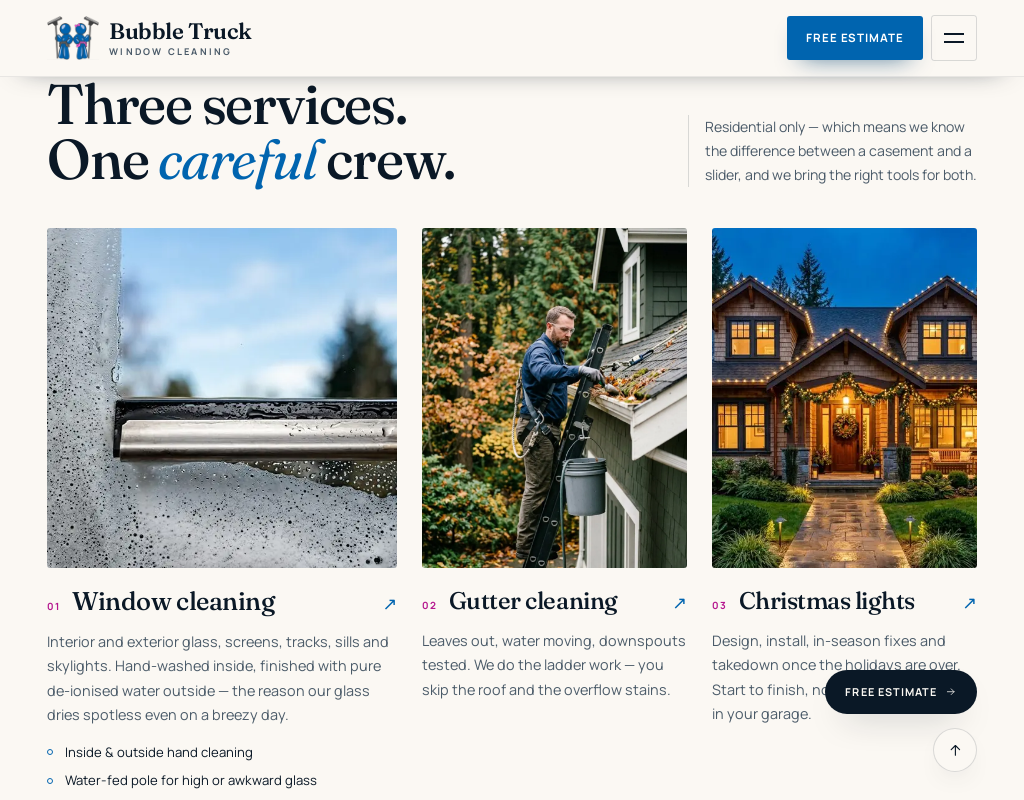 Bubble Truck
WINDOW CLEANING
FREE ESTIMATE
Three services.
One careful crew.
Residential only — which means we know
the difference between a casement and a
slider, and we bring the right tools for both.
01 Window cleaning ↗
Interior and exterior glass, screens, tracks, sills and
skylights. Hand-washed inside, finished with pure
de-ionised water outside — the reason our glass
dries spotless even on a breezy day.
Inside & outside hand cleaning
Water-fed pole for high or awkward glass
02 Gutter cleaning ↗
Leaves out, water moving, downspouts
tested. We do the ladder work — you
skip the roof and the overflow stains.
03 Christmas lights ↗
Design, install, in-season fixes and
takedown once the holidays are over.
Start to finish,
in your garage.
FREE ESTIMATE →
↑